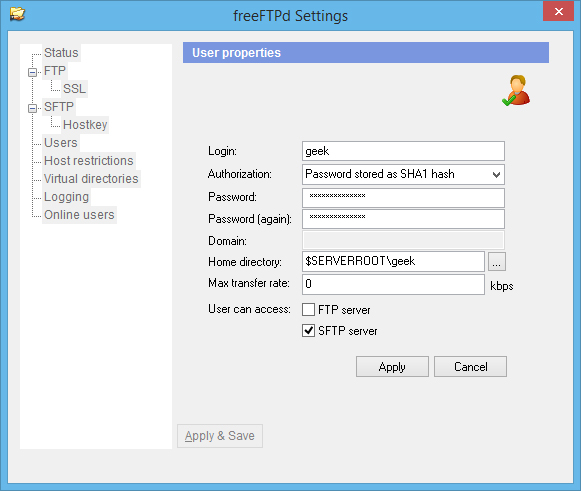 freeFTPd Settings
Status
FTP
SSL
SFTP
Hostkey
Users
Host restrictions
Virtual directories
Logging
Online users
User properties
Login: geek
Authorization: Password stored as SHA1 hash
Password: ××××××××××××××
Password (again): ××××××××××××××
Domain:
Home directory: $SERVERROOT\geek ...
Max transfer rate: 0 kbps
User can access: FTP server
SFTP server
Apply Cancel
Apply & Save